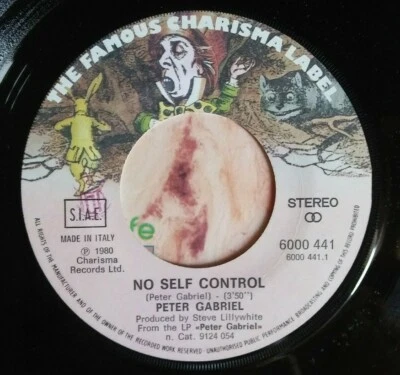 THE FAMOUS CHARISMA LABEL
S.I.A.E.
STEREO
MADE IN ITALY
℗ 1980
Charisma
Records Ltd.
6000 441
6000 441.1
fe
NO SELF CONTROL
(Peter Gabriel) - (3'50'')
PETER GABRIEL
Produced by Steve Lillywhite
From the LP «Peter Gabriel»
n. Cat. 9124 054
ALL RIGHTS OF THE MANUFACTURER AND OF THE OWNER OF THE RECORDED WORK RESERVED. UNAUTHORISED PUBLIC PERFORMANCE, BROADCASTING AND COPYING OF THIS RECORD PROHIBITED